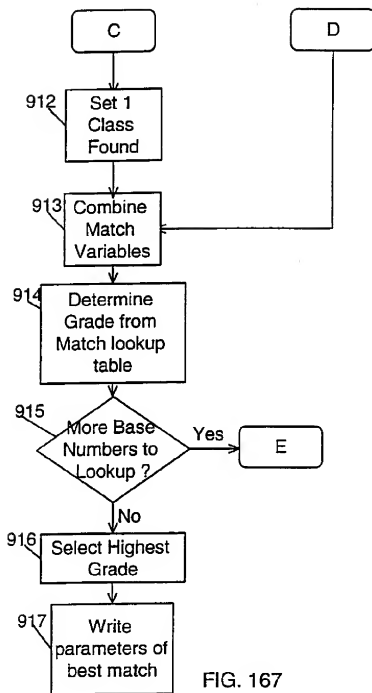 C
D
912
Set 1
Class
Found
913
Combine
Match
Variables
914
Determine
Grade from
Match lookup
table
915
More Base
Numbers to
Lookup ?
Yes
E
No
916
Select Highest
Grade
917
Write
parameters of
best match
FIG. 167